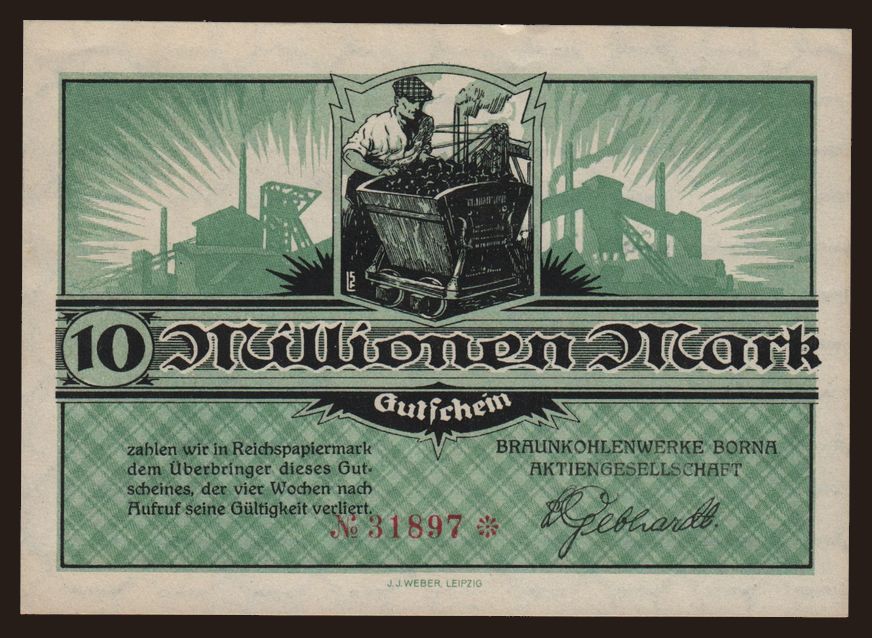 10 Millionen Mark
Gutschein
zahlen wir in Reichspapiermark
dem Überbringer dieses Gut-
scheines, der vier Wochen nach
Aufruf seine Gültigkeit verliert.
№ 31897
BRAUNKOHLENWERKE BORNA
AKTIENGESELLSCHAFT
Gebhardt.
J. J. WEBER, LEIPZIG